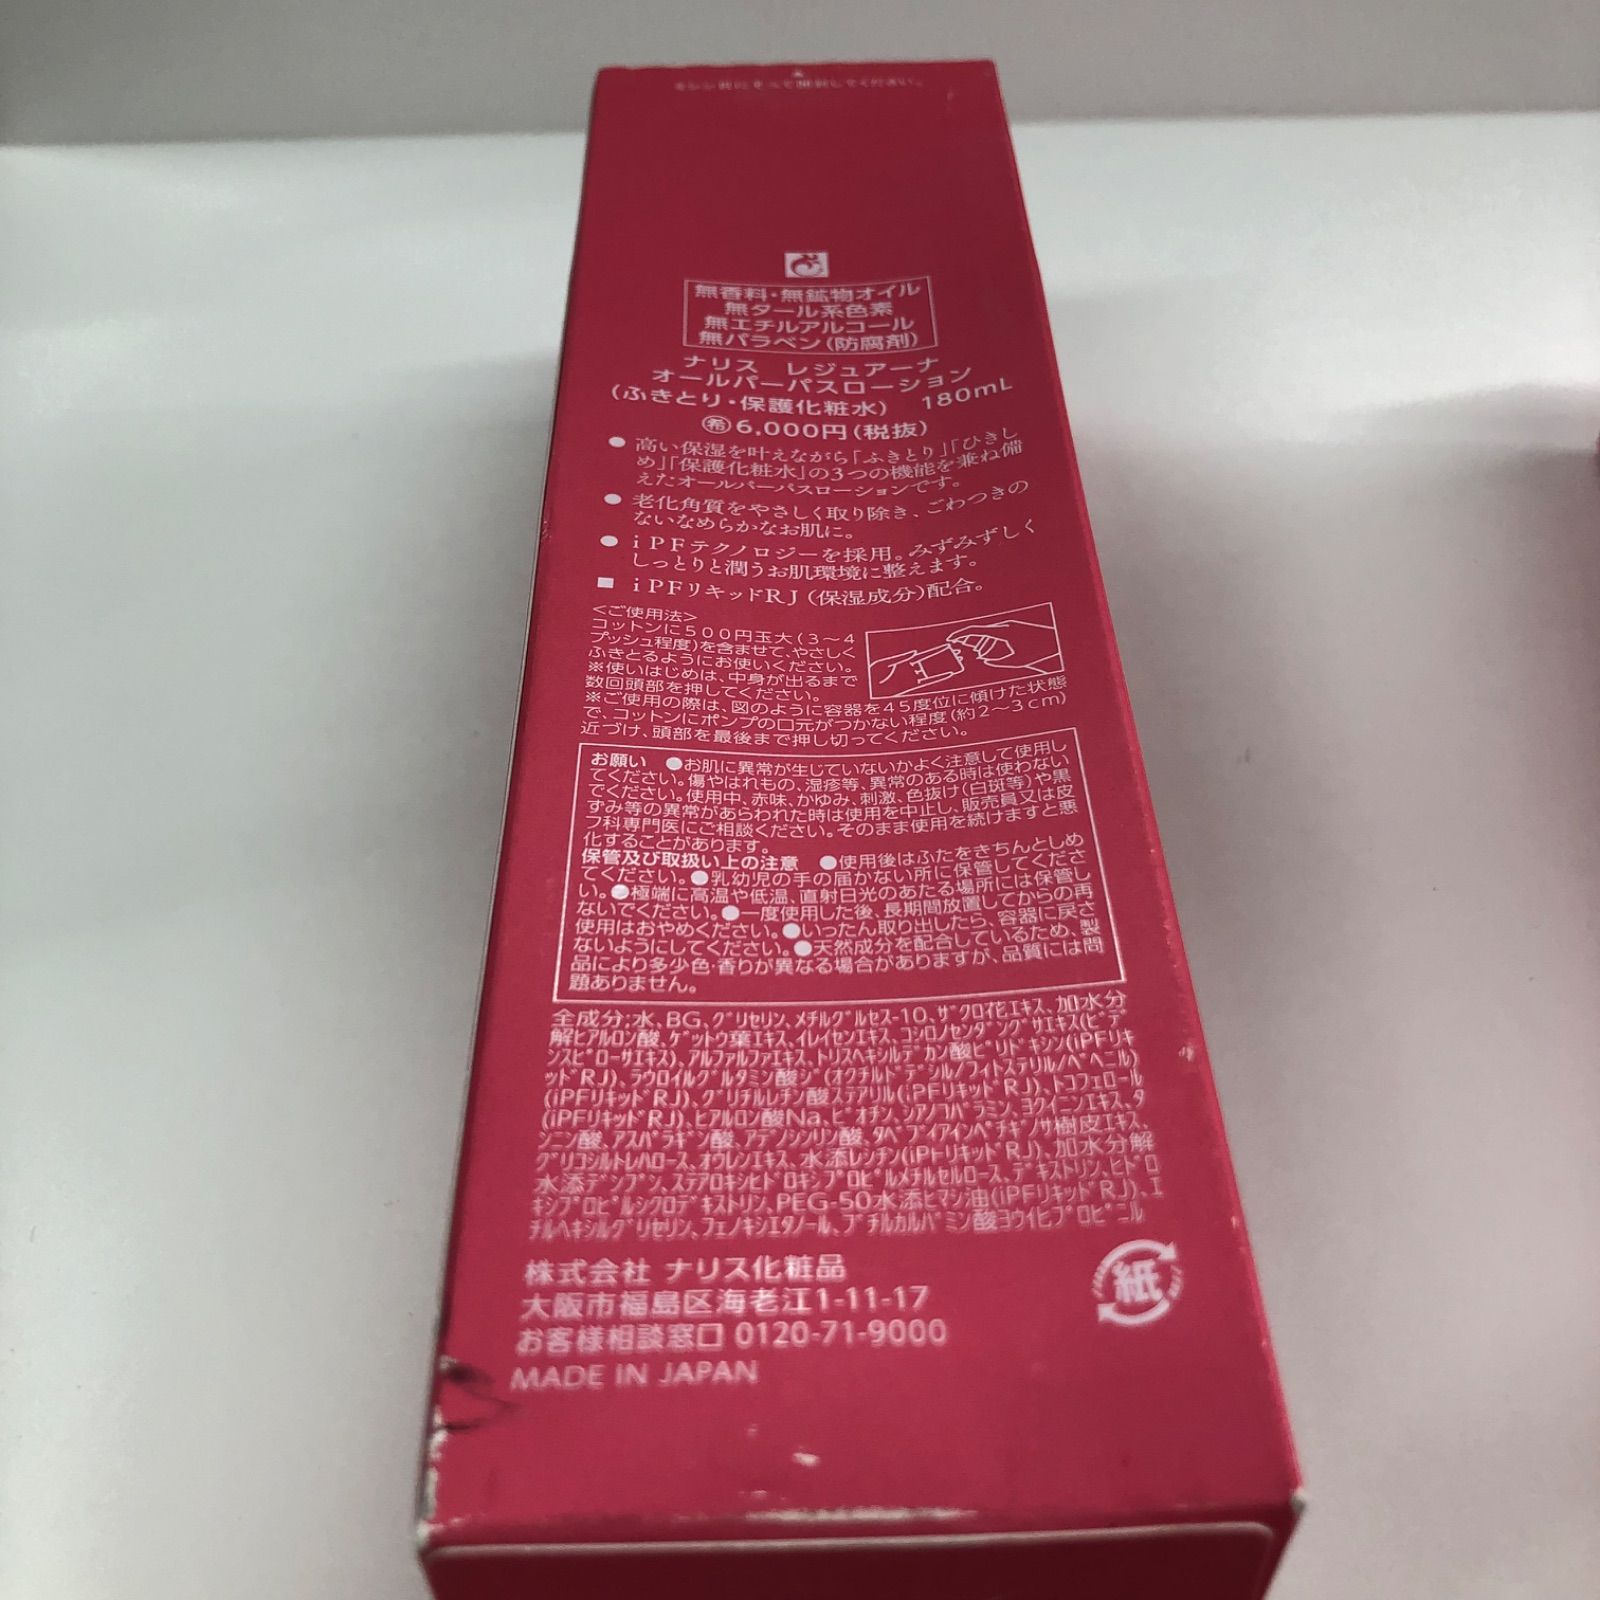 ミシン目にそって開封してください。
無香料・無鉱物オイル
無タール系色素
無エチルアルコール
無パラベン(防腐剤)
ナリス レジュアーナ
オールパーパスローション
(ふきとり・保護化粧水) 180mL
㊗6,000円(税抜)
● 高い保湿を叶えながら「ふきとり」「ひきし
め」「保護化粧水」の3つの機能を兼ね備
えたオールパーパスローションです。
● 老化角質をやさしく取り除き、ごわつきの
ないなめらかなお肌に。
● iPFテクノロジーを採用。みずみずしく
しっとりと潤うお肌環境に整えます。
■ iPFリキッドRJ(保湿成分)配合。
<ご使用法>
コットンに500円玉大(3～4
プッシュ程度)を含ませて、やさしく
ふきとるようにお使いください。
※使いはじめは、中身が出るまで
数回頭部を押してください。
※ご使用の際は、図のように容器を45度位に傾けた状態
で、コットンにポンプの口元がつかない程度(約2～3cm)
近づけ、頭部を最後まで押し切ってください。
お願い ●お肌に異常が生じていないかよく注意して使用し
てください。傷やはれもの、湿疹等、異常のある時は使わない
でください。使用中、赤味、かゆみ、刺激、色抜け(白斑等)や黒
ずみ等の異常があらわれた時は使用を中止し、販売員又は皮
フ科専門医にご相談ください。そのまま使用を続けますと悪
化することがあります。
保管及び取扱い上の注意 ●使用後はふたをきちんとしめ
てください。●乳幼児の手の届かない所に保管してくださ
い。●極端に高温や低温、直射日光のあたる場所には保管し
ないでください。●一度使用した後、長期間放置してからの再
使用はおやめください。●いったん取り出したら、容器に戻さ
ないようにしてください。●天然成分を配合しているため、製
品により多少色・香りが異なる場合がありますが、品質には問
題ありません。
全成分:水、BG、グリセリン、メチルグルセス-10、ザクロ花エキス、加水分
解ヒアルロン酸、ゲットウ葉エキス、イレイセンエキス、コシロノセンダングサエキス(ビデ
ンスピローサエキス)、アルファルファエキス、トリスヘキシルデカン酸ピリドキシン(iPFリキ
ッドRJ)、ラウロイルグルタミン酸ジ(オクチルドデシル/フィトステリル/ベヘニル)
(iPFリキッドRJ)、グリチルレチン酸ステアリル(iPFリキッドRJ)、トコフェロール
(iPFリキッドRJ)、ヒアルロン酸Na、ビオチン、シアノコバラミン、ヨクイニンエキス、タ
ンニン酸、アスパラギン酸、アデノシンリン酸、タベブイアインペチギノサ樹皮エキス、
グリコシルトレハロース、オウレンエキス、水添レシチン(iPFリキッドRJ)、加水分解
水添デンプン、ステアロキシヒドロキシプロピルメチルセルロース、デキストリン、ヒドロ
キシプロピルシクロデキストリン、PEG-50水添ヒマシ油(iPFリキッドRJ)、エ
チルヘキシルグリセリン、フェノキシエタノール、ブチルカルバミン酸ヨウ化プロピニル
株式会社 ナリス化粧品
大阪市福島区海老江1-11-17
お客様相談窓口 0120-71-9000
MADE IN JAPAN
紙